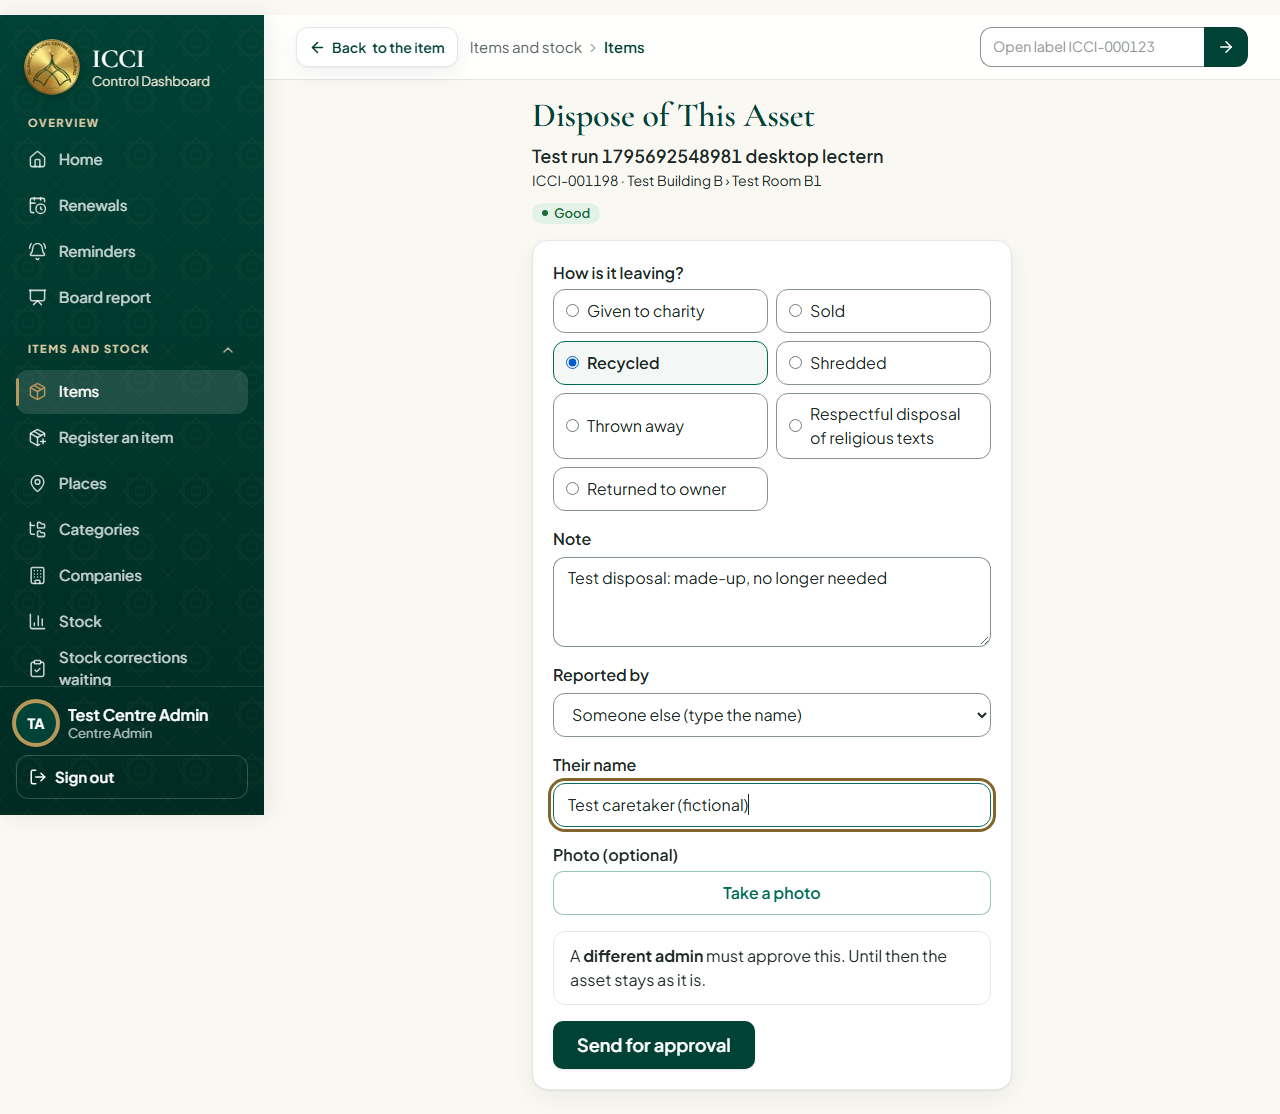 ICCI
Control Dashboard
OVERVIEW
Home
Renewals
Reminders
Board report
ITEMS AND STOCK
Items
Register an item
Places
Categories
Companies
Stock
Stock corrections
waiting
TA
Test Centre Admin
Centre Admin
Sign out
Back to the item
Items and stock › Items
Open label ICCI-000123
Dispose of This Asset
Test run 1795692548981 desktop lectern
ICCI-001198 · Test Building B › Test Room B1
Good
How is it leaving?
Given to charity
Sold
Recycled
Shredded
Thrown away
Respectful disposal
of religious texts
Returned to owner
Note
Test disposal: made-up, no longer needed
Reported by
Someone else (type the name)
Their name
Test caretaker (fictional)
Photo (optional)
Take a photo
A different admin must approve this. Until then the
asset stays as it is.
Send for approval